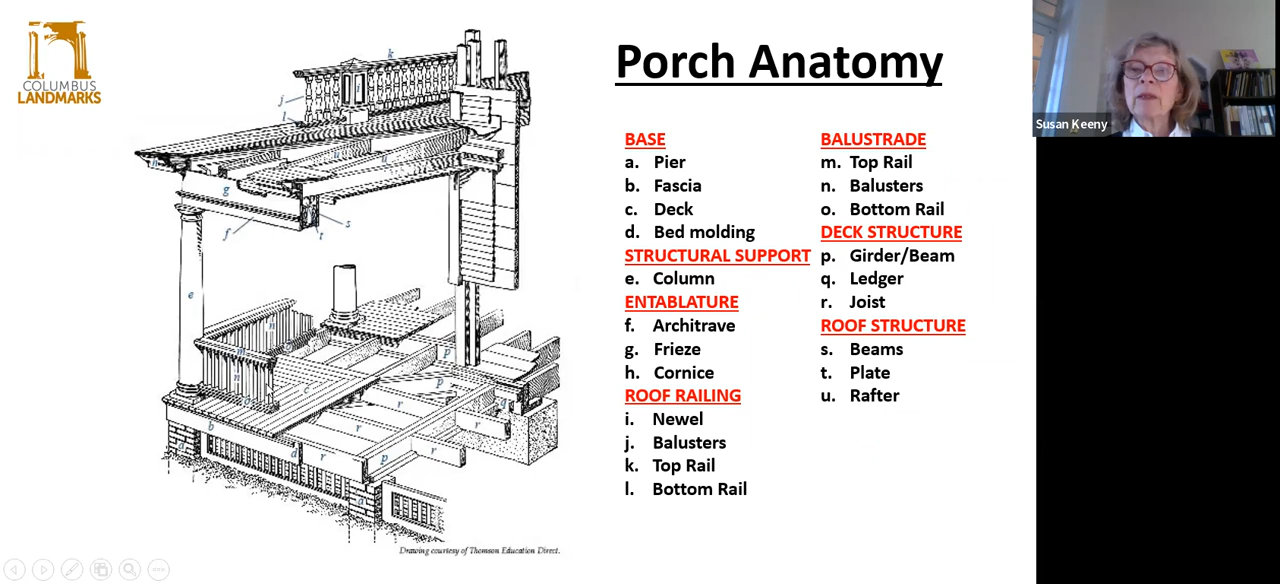 COLUMBUS
LANDMARKS
Porch Anatomy
Susan Keeny
BASE
a. Pier
b. Fascia
c. Deck
d. Bed molding
STRUCTURAL SUPPORT
e. Column
ENTABLATURE
f. Architrave
g. Frieze
h. Cornice
ROOF RAILING
i. Newel
j. Balusters
k. Top Rail
l. Bottom Rail
BALUSTRADE
m. Top Rail
n. Balusters
o. Bottom Rail
DECK STRUCTURE
p. Girder/Beam
q. Ledger
r. Joist
ROOF STRUCTURE
s. Beams
t. Plate
u. Rafter
k
j
l
g
s
f
t
e
n
m
p
p
c
r
q
b
r
r
d
r
p
r
Drawing courtesy of Thomson Education Direct.